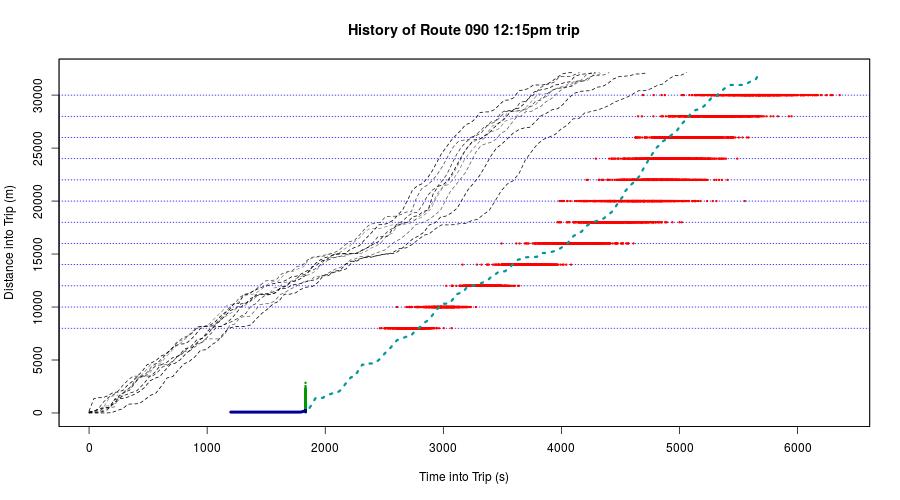 History of Route 090 12:15pm trip
Distance into Trip (m)
30000
25000
20000
15000
10000
5000
0
0 1000 2000 3000 4000 5000 6000
Time into Trip (s)